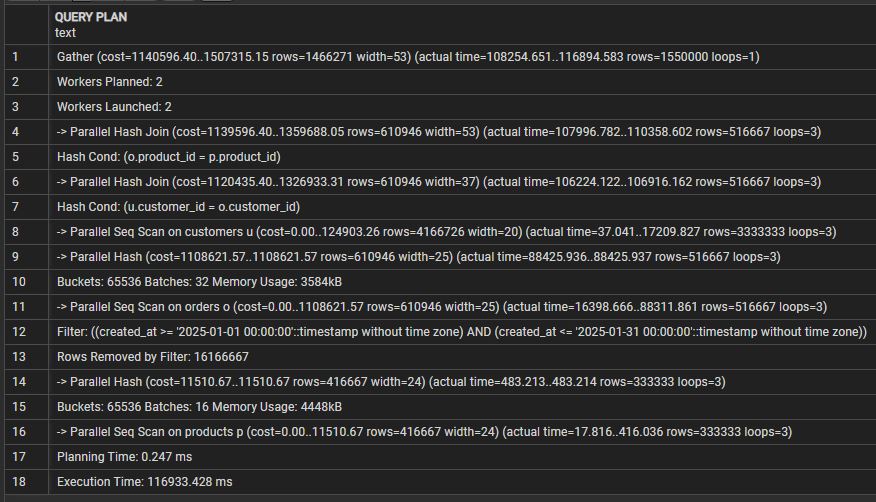 QUERY PLAN
text
1 Gather (cost=1140596.40..1507315.15 rows=1466271 width=53) (actual time=108254.651..116894.583 rows=1550000 loops=1)
2 Workers Planned: 2
3 Workers Launched: 2
4 -> Parallel Hash Join (cost=1139596.40..1359688.05 rows=610946 width=53) (actual time=107996.782..110358.602 rows=516667 loops=3)
5 Hash Cond: (o.product_id = p.product_id)
6 -> Parallel Hash Join (cost=1120435.40..1326933.31 rows=610946 width=37) (actual time=106224.122..106916.162 rows=516667 loops=3)
7 Hash Cond: (u.customer_id = o.customer_id)
8 -> Parallel Seq Scan on customers u (cost=0.00..124903.26 rows=4166726 width=20) (actual time=37.041..17209.827 rows=3333333 loops=3)
9 -> Parallel Hash (cost=1108621.57..1108621.57 rows=610946 width=25) (actual time=88425.936..88425.937 rows=516667 loops=3)
10 Buckets: 65536 Batches: 32 Memory Usage: 3584kB
11 -> Parallel Seq Scan on orders o (cost=0.00..1108621.57 rows=610946 width=25) (actual time=16398.666..88311.861 rows=516667 loops=3)
12 Filter: ((created_at >= '2025-01-01 00:00:00'::timestamp without time zone) AND (created_at <= '2025-01-31 00:00:00'::timestamp without time zone))
13 Rows Removed by Filter: 16166667
14 -> Parallel Hash (cost=11510.67..11510.67 rows=416667 width=24) (actual time=483.213..483.214 rows=333333 loops=3)
15 Buckets: 65536 Batches: 16 Memory Usage: 4448kB
16 -> Parallel Seq Scan on products p (cost=0.00..11510.67 rows=416667 width=24) (actual time=17.816..416.036 rows=333333 loops=3)
17 Planning Time: 0.247 ms
18 Execution Time: 116933.428 ms